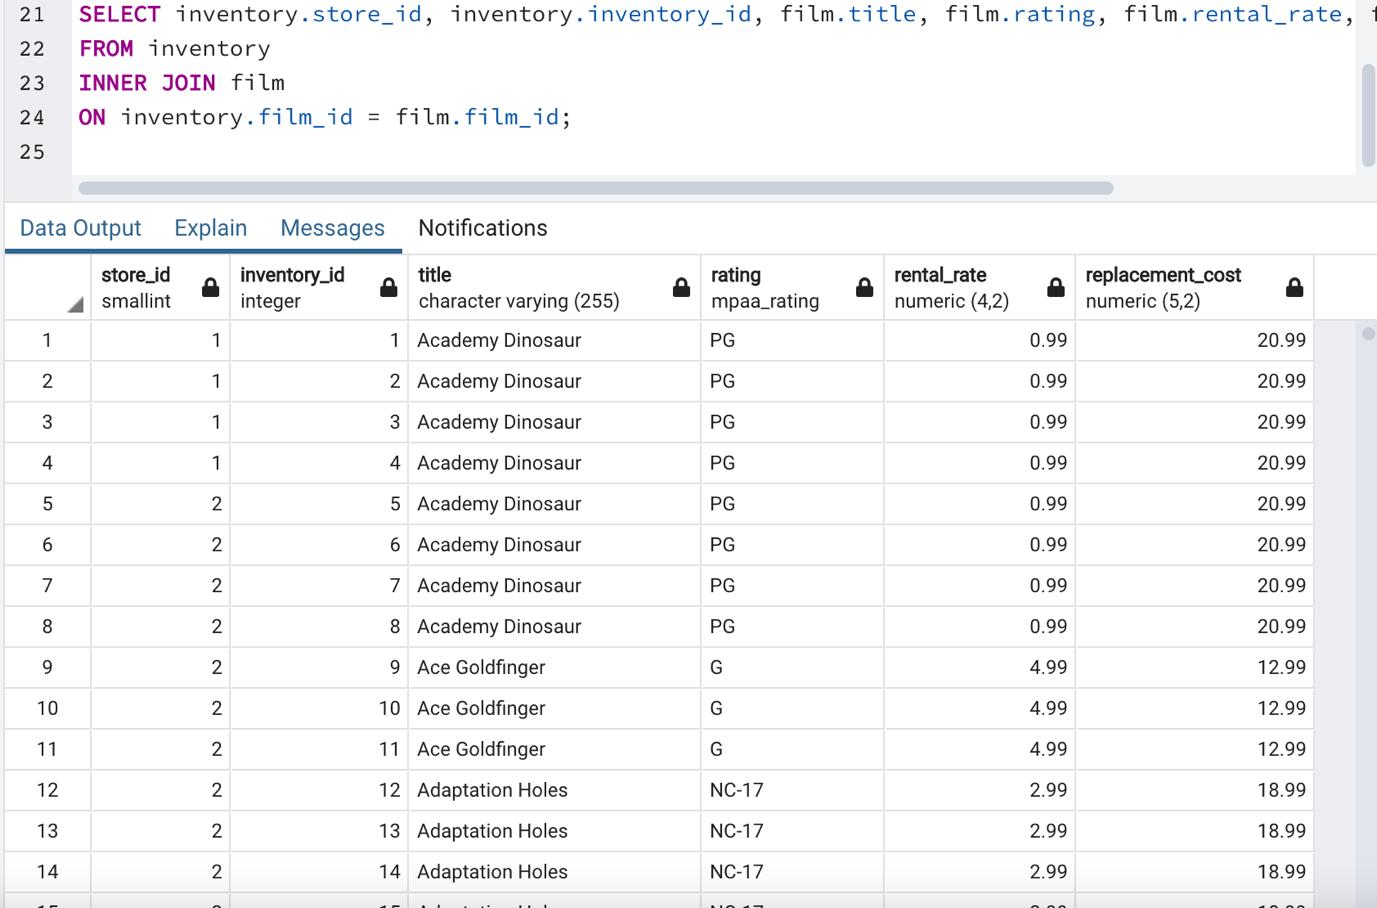 21 SELECT inventory.store_id, inventory.inventory_id, film.title, film.rating, film.rental_rate,
22 FROM inventory
23 INNER JOIN film
24 ON inventory.film_id = film.film_id;
25
Data Output Explain Messages Notifications
store_id inventory_id title rating rental_rate replacement_cost
smallint integer character varying (255) mpaa_rating numeric (4,2) numeric (5,2)
1 1 1 Academy Dinosaur PG 0.99 20.99
2 1 2 Academy Dinosaur PG 0.99 20.99
3 1 3 Academy Dinosaur PG 0.99 20.99
4 1 4 Academy Dinosaur PG 0.99 20.99
5 2 5 Academy Dinosaur PG 0.99 20.99
6 2 6 Academy Dinosaur PG 0.99 20.99
7 2 7 Academy Dinosaur PG 0.99 20.99
8 2 8 Academy Dinosaur PG 0.99 20.99
9 2 9 Ace Goldfinger G 4.99 12.99
10 2 10 Ace Goldfinger G 4.99 12.99
11 2 11 Ace Goldfinger G 4.99 12.99
12 2 12 Adaptation Holes NC-17 2.99 18.99
13 2 13 Adaptation Holes NC-17 2.99 18.99
14 2 14 Adaptation Holes NC-17 2.99 18.99